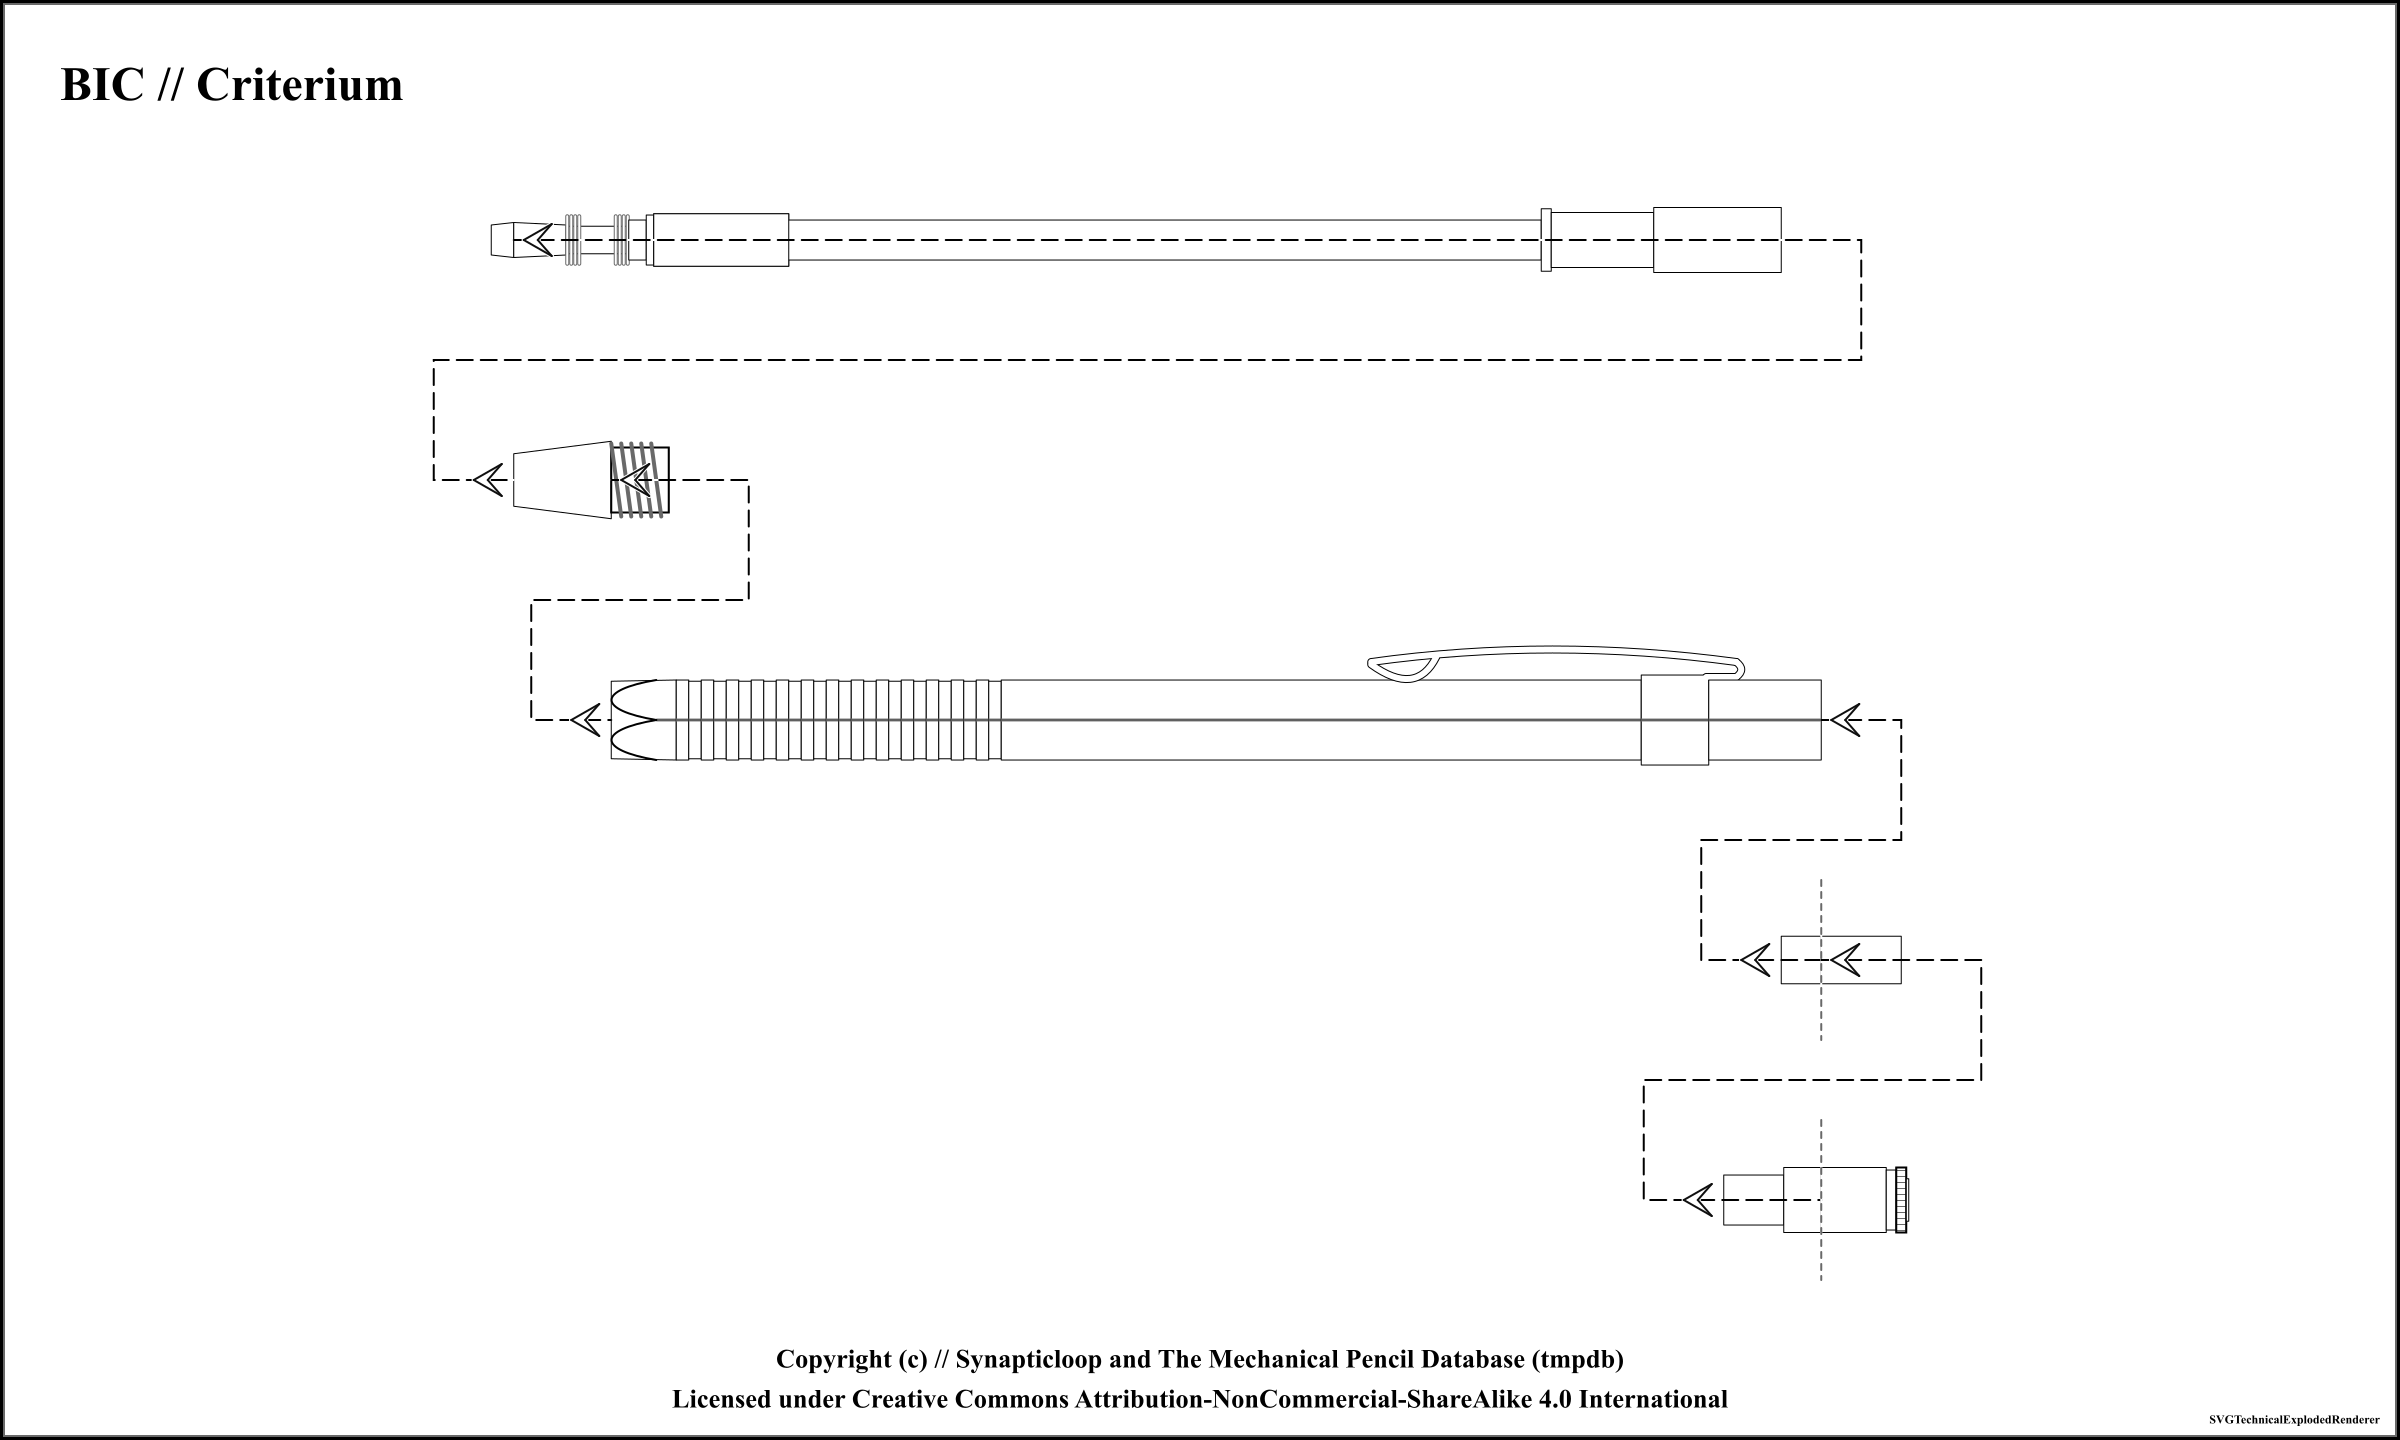 BIC // Criterium
Copyright (c) // Synapticloop and The Mechanical Pencil Database (tmpdb)
Licensed under Creative Commons Attribution-NonCommercial-ShareAlike 4.0 International
SVGTechnicalExplodedRenderer